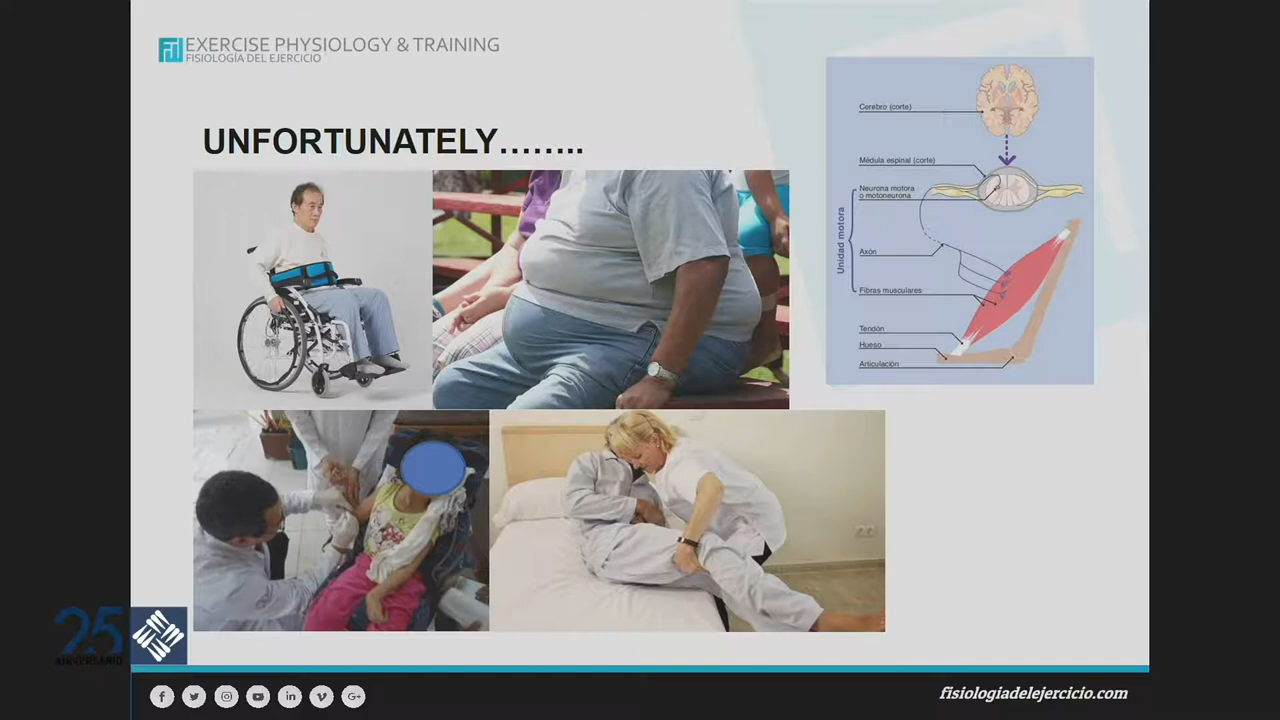 EXERCISE PHYSIOLOGY & TRAINING
FISIOLOGÍA DEL EJERCICIO
UNFORTUNATELY……..
Cerebro (corte)
Médula espinal (corte)
Neurona motora
o motoneurona
Unidad motora
Axón
Fibras musculares
Tendón
Hueso
Articulación
25
ANIVERSARIO
fisiologiadelejercicio.com